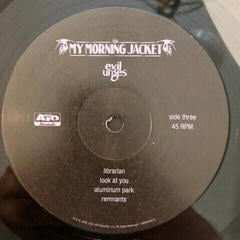 MY MORNING JACKET
evil
urges
ATO
side three
45 RPM
librarian
look at you
aluminum park
remnants